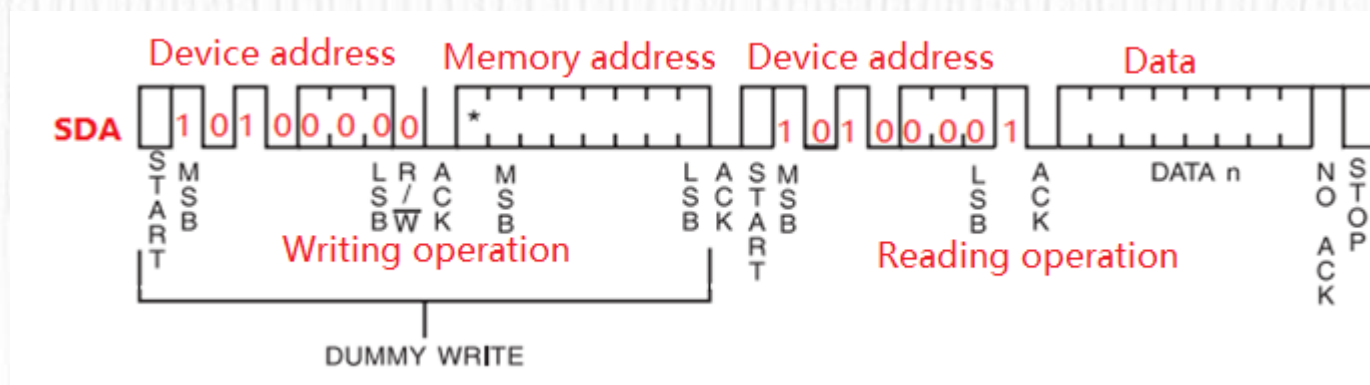 Device address Memory address Device address Data
SDA 1 0 1 0 0 0 0 0 * 1 0 1 0 0 0 0 1
START MSB LSB R/W ACK MSB LSB ACK START MSB LSB ACK DATA n NO ACK STOP
Writing operation Reading operation
DUMMY WRITE